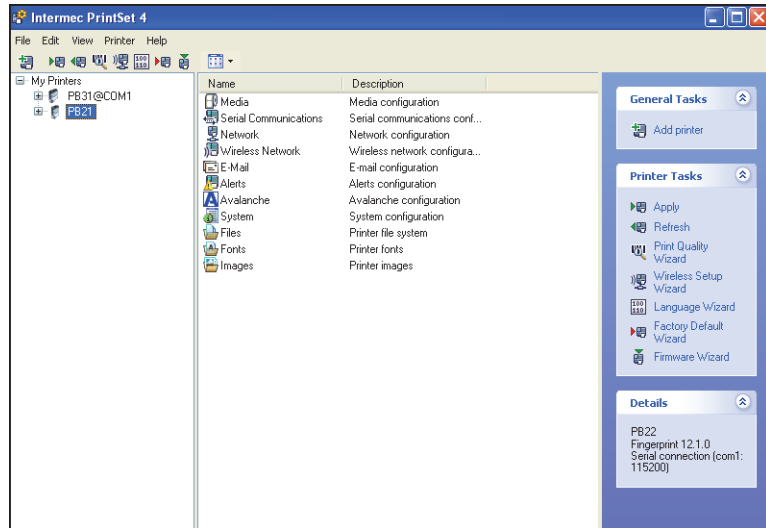 Intermec PrintSet 4
File Edit View Printer Help
My Printers
PB31@COM1
PB21
Name Description
Media Media configuration
Serial Communications Serial communications conf...
Network Network configuration
Wireless Network Wireless network configura...
E-Mail E-mail configuration
Alerts Alerts configuration
Avalanche Avalanche configuration
System System configuration
Files Printer file system
Fonts Printer fonts
Images Printer images
General Tasks
Add printer
Printer Tasks
Apply
Refresh
Print Quality
Wizard
Wireless Setup
Wizard
Language Wizard
Factory Default
Wizard
Firmware Wizard
Details
PB22
Fingerprint 12.1.0
Serial connection (com1:
115200)